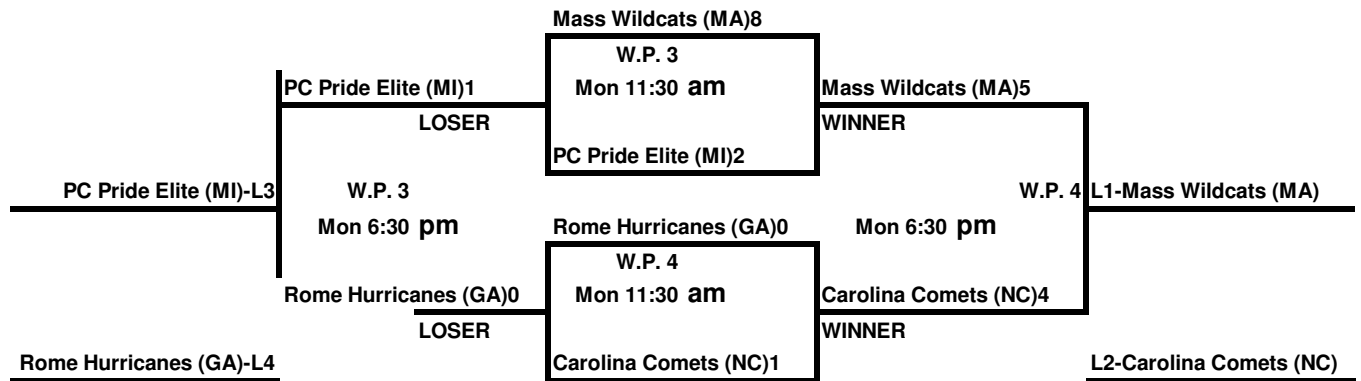 Mass Wildcats (MA)8
W.P. 3
PC Pride Elite (MI)1 Mon 11:30 am Mass Wildcats (MA)5
LOSER WINNER
PC Pride Elite (MI)2
PC Pride Elite (MI)-L3 W.P. 3 W.P. 4 L1-Mass Wildcats (MA)
Mon 6:30 pm Rome Hurricanes (GA)0 Mon 6:30 pm
W.P. 4
Rome Hurricanes (GA)0 Mon 11:30 am Carolina Comets (NC)4
LOSER WINNER
Rome Hurricanes (GA)-L4 Carolina Comets (NC)1 L2-Carolina Comets (NC)